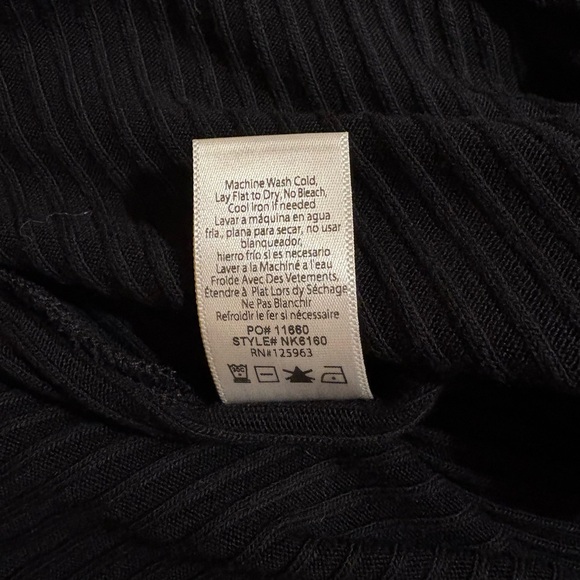 Machine Wash Cold,
Lay Flat to Dry, No Bleach,
Cool Iron if needed
Lavar a máquina en agua
fria, plana para secar, no usar
blanqueador,
hierro frío si es necesario
Laver a la Machiné a l'eau
Froide Avec Des Vetements,
Étendre à Plat Lors dy Séchage
Ne Pas Blanchir
Refroidir le fer si nécessaire
PO# 11660
STYLE# NK6160
RN#125963